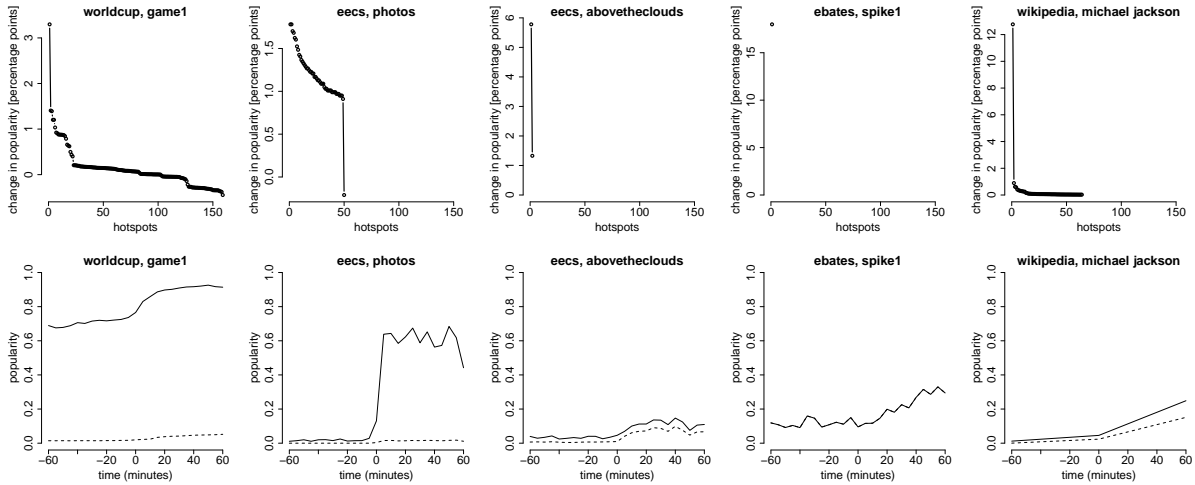 worldcup, game1
change in popularity [percentage points]
0 1 2 3
0 50 100 150
hotspots
eecs, photos
change in popularity [percentage points]
0.0 0.5 1.0 1.5
0 50 100 150
hotspots
eecs, abovetheclouds
change in popularity [percentage points]
0 1 2 3 4 5 6
0 50 100 150
hotspots
ebates, spike1
change in popularity [percentage points]
0 5 10 15
0 50 100 150
hotspots
wikipedia, michael jackson
change in popularity [percentage points]
0 2 4 6 8 10 12
0 50 100 150
hotspots
worldcup, game1
popularity
0.0 0.2 0.4 0.6 0.8 1.0
−60 −40 −20 0 20 40 60
time (minutes)
eecs, photos
popularity
0.0 0.2 0.4 0.6 0.8 1.0
−60 −40 −20 0 20 40 60
time (minutes)
eecs, abovetheclouds
popularity
0.0 0.2 0.4 0.6 0.8 1.0
−60 −40 −20 0 20 40 60
time (minutes)
ebates, spike1
popularity
0.0 0.2 0.4 0.6 0.8 1.0
−60 −40 −20 0 20 40 60
time (minutes)
wikipedia, michael jackson
popularity
0.0 0.2 0.4 0.6 0.8 1.0
−60 −40 −20 0 20 40 60
time (minutes)